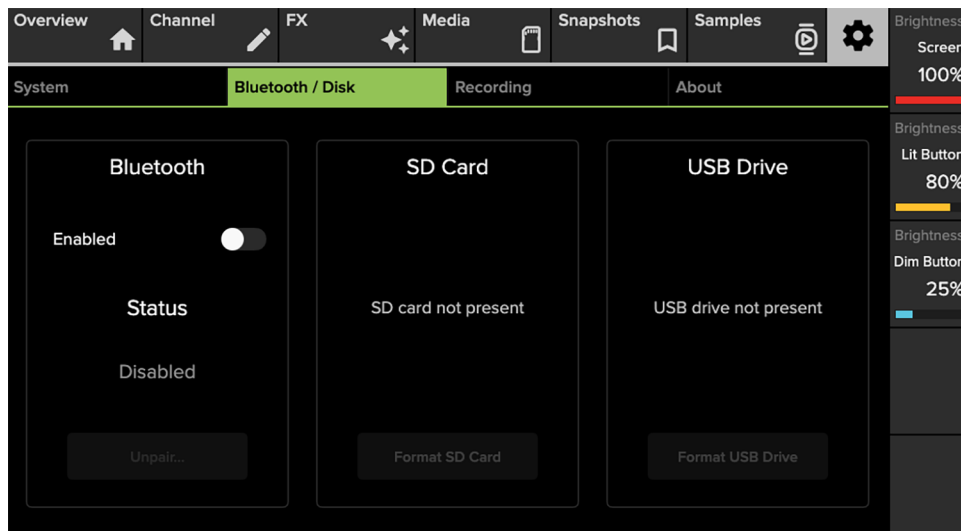 Overview Channel FX Media Snapshots Samples
System Bluetooth / Disk Recording About
Bluetooth
Enabled
Status
Disabled
Unpair...
SD Card
SD card not present
Format SD Card
USB Drive
USB drive not present
Format USB Drive
Brightness
Screen
100%
Brightness
Lit Button
80%
Brightness
Dim Button
25%